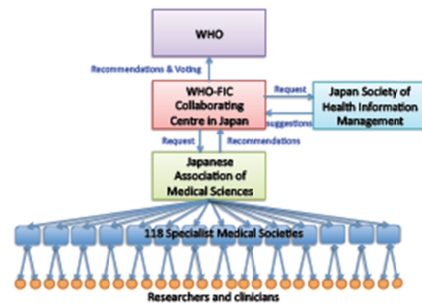 WHO
Recommendations & Voting
WHO-FIC
Collaborating
Centre in Japan
Request
Japan Society of
Health Information
Management
suggestions
Request
Recommendations
Japanese
Association of
Medical Sciences
118 Specialist Medical Societies
Researchers and clinicians